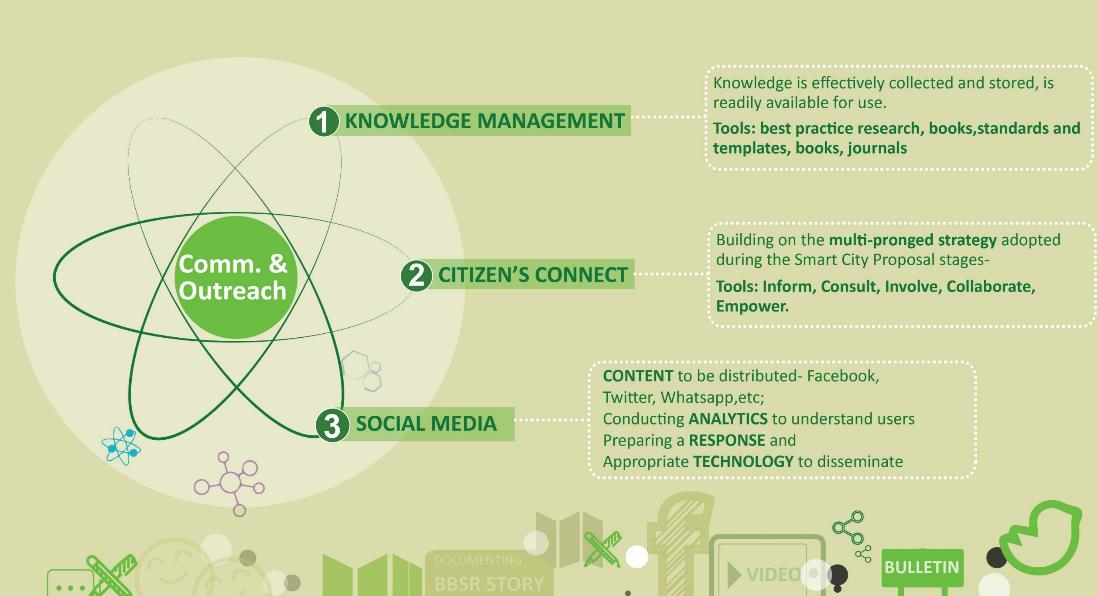 1 KNOWLEDGE MANAGEMENT
Knowledge is effectively collected and stored, is
readily available for use.
Tools: best practice research, books,standards and
templates, books, journals
Comm. &
Outreach
2 CITIZEN'S CONNECT
Building on the multi-pronged strategy adopted
during the Smart City Proposal stages-
Tools: Inform, Consult, Involve, Collaborate,
Empower.
3 SOCIAL MEDIA
CONTENT to be distributed- Facebook,
Twitter, Whatsapp,etc;
Conducting ANALYTICS to understand users
Preparing a RESPONSE and
Appropriate TECHNOLOGY to disseminate
DOCUMENTING
BBSR STORY
f
VIDEO
BULLETIN